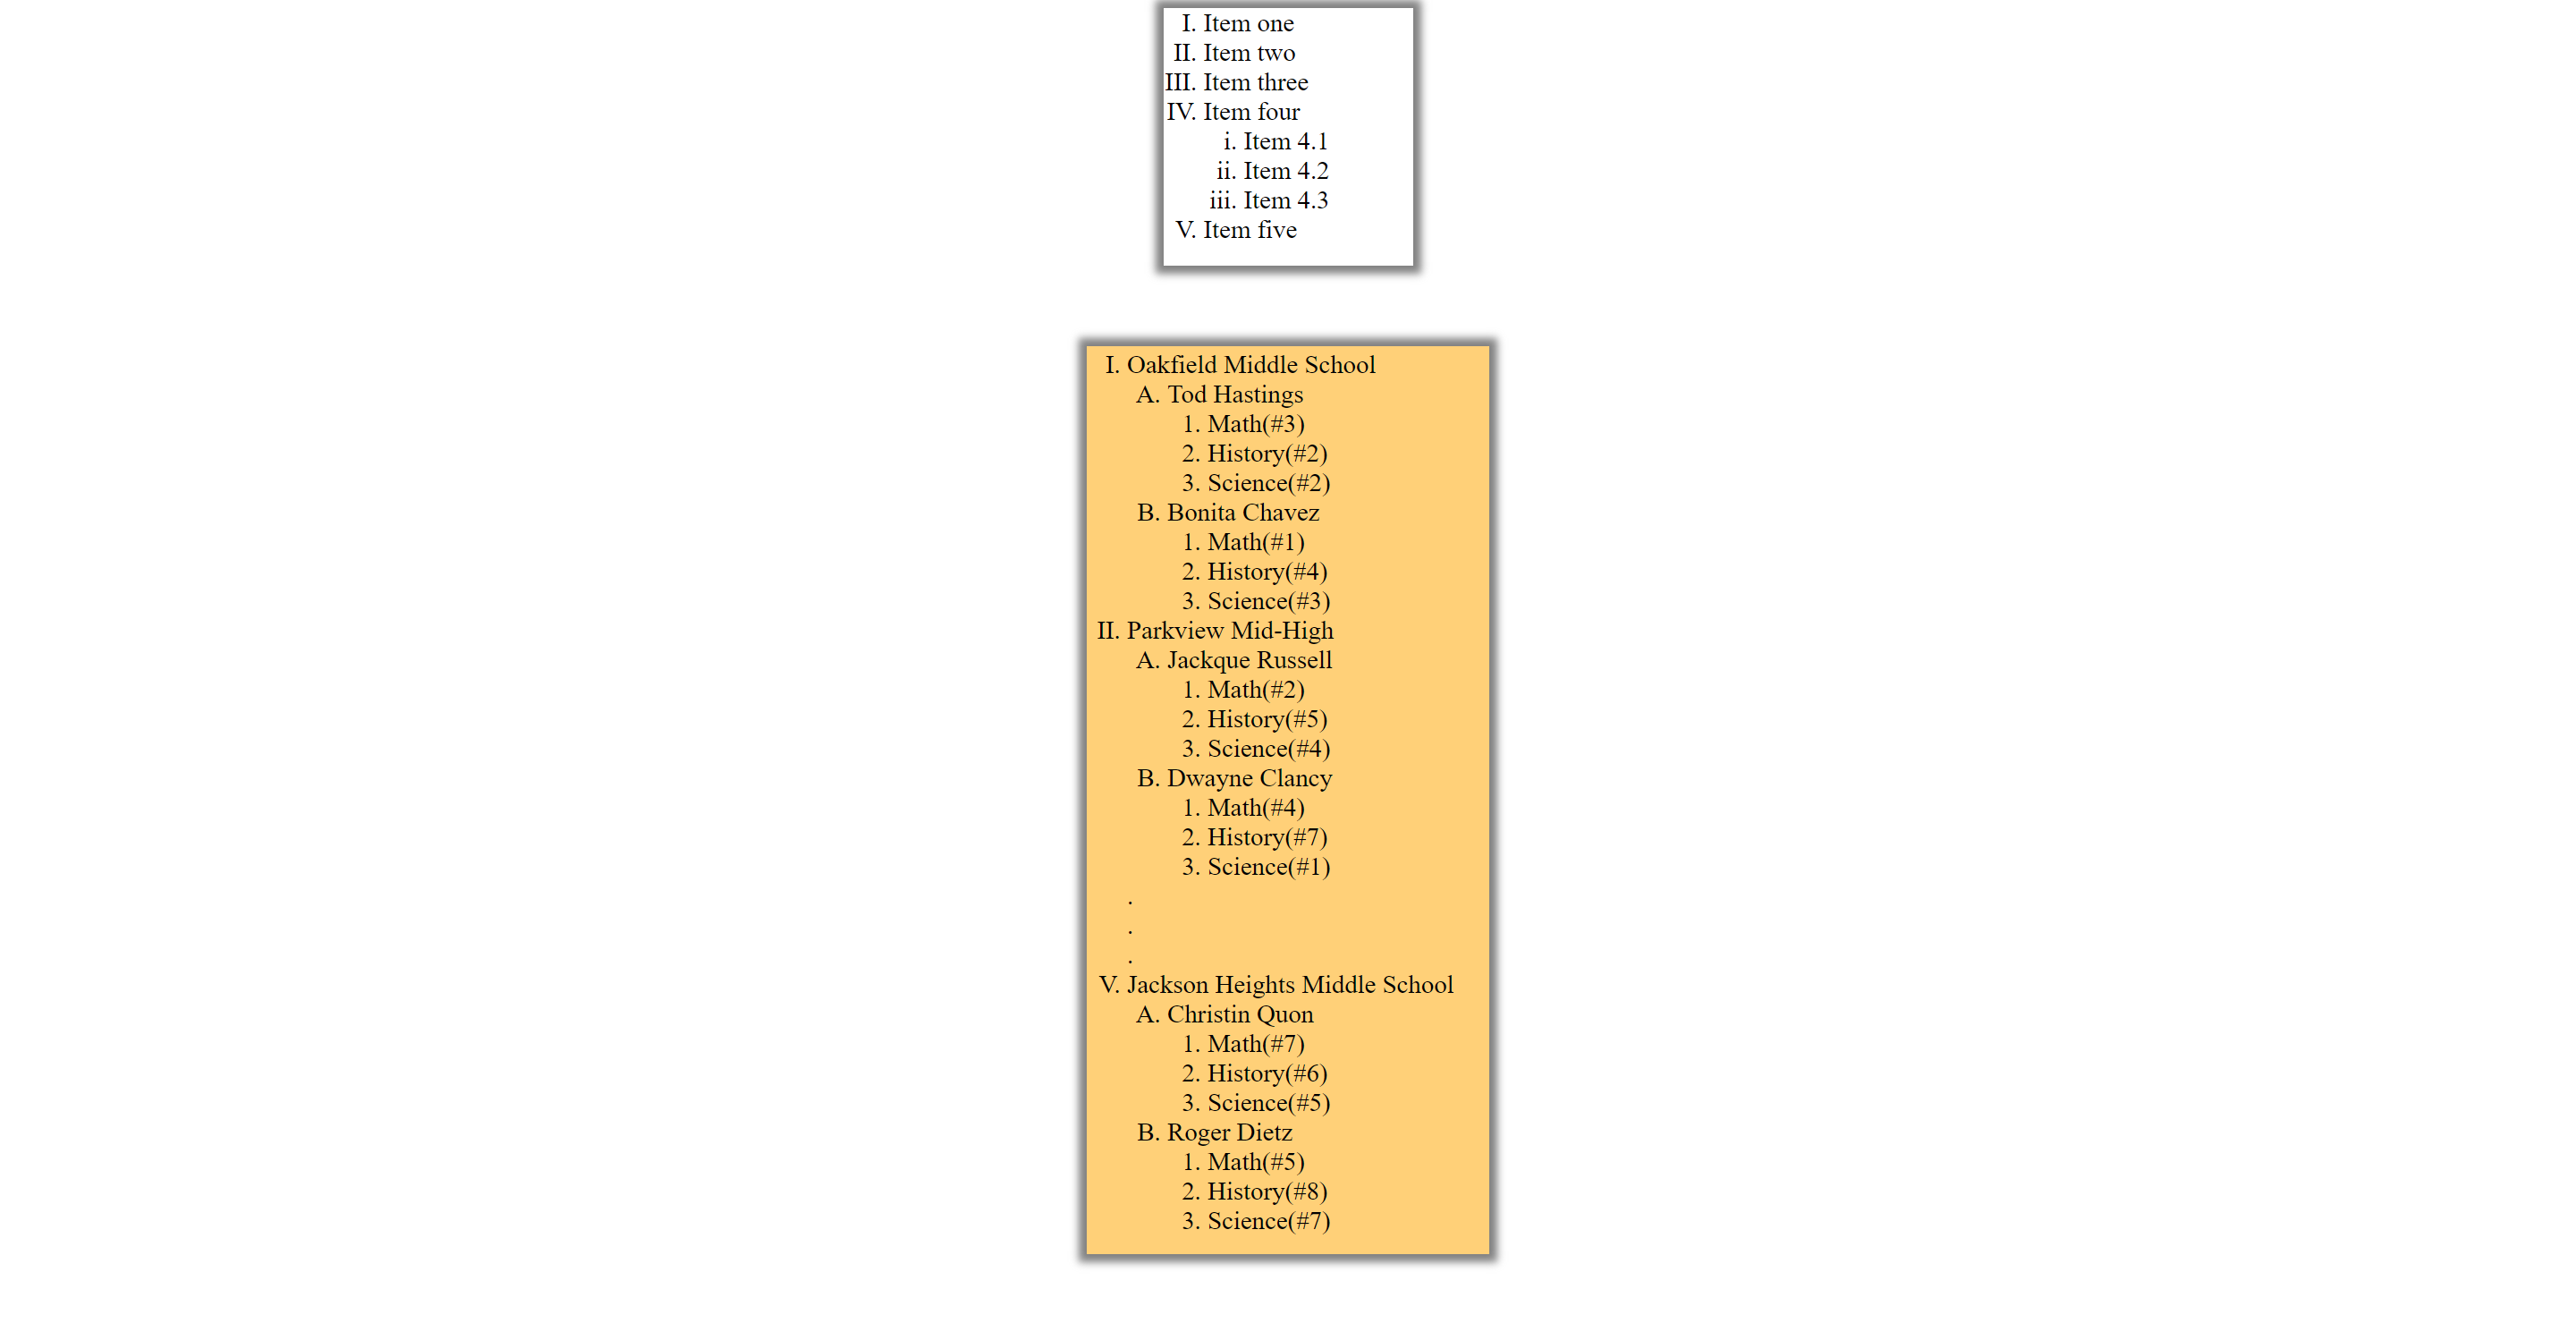 I. Item one
II. Item two
III. Item three
IV. Item four
i. Item 4.1
ii. Item 4.2
iii. Item 4.3
V. Item five
I. Oakfield Middle School
A. Tod Hastings
1. Math(#3)
2. History(#2)
3. Science(#2)
B. Bonita Chavez
1. Math(#1)
2. History(#4)
3. Science(#3)
II. Parkview Mid-High
A. Jackque Russell
1. Math(#2)
2. History(#5)
3. Science(#4)
B. Dwayne Clancy
1. Math(#4)
2. History(#7)
3. Science(#1)
.
.
.
V. Jackson Heights Middle School
A. Christin Quon
1. Math(#7)
2. History(#6)
3. Science(#5)
B. Roger Dietz
1. Math(#5)
2. History(#8)
3. Science(#7)